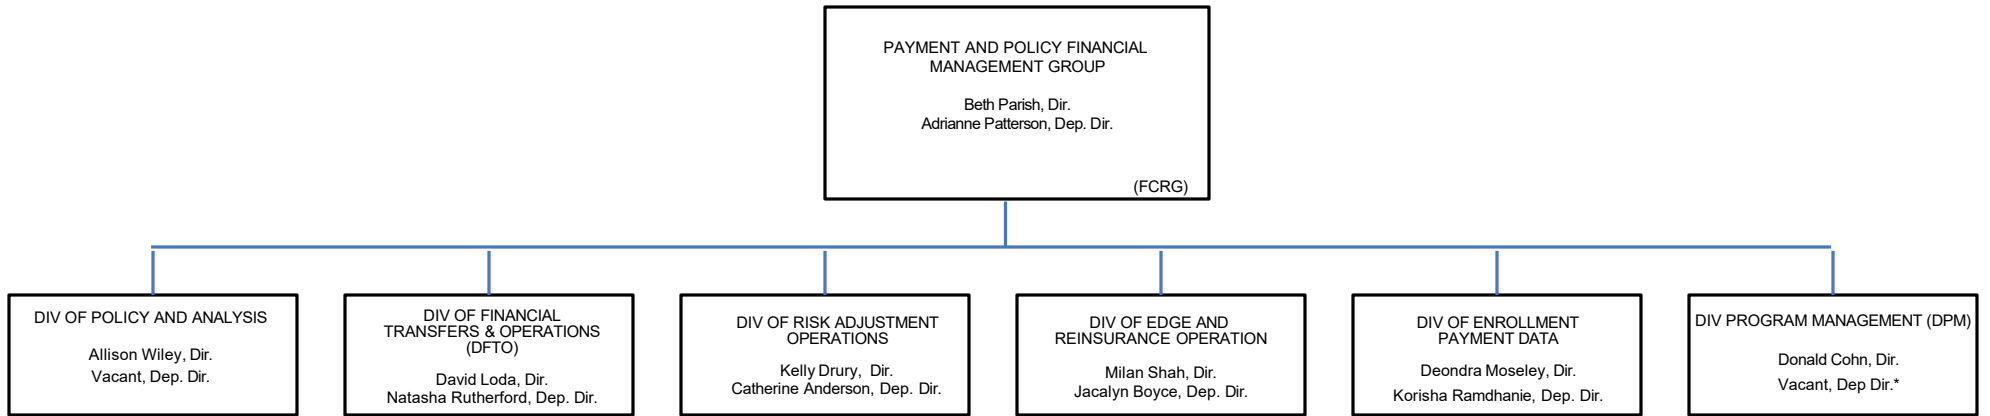 PAYMENT AND POLICY FINANCIAL
MANAGEMENT GROUP
Beth Parish, Dir.
Adrianne Patterson, Dep. Dir.
(FCRG)
DIV OF POLICY AND ANALYSIS
Allison Wiley, Dir.
Vacant, Dep. Dir.
DIV OF FINANCIAL
TRANSFERS & OPERATIONS
(DFTO)
David Loda, Dir.
Natasha Rutherford, Dep. Dir.
DIV OF RISK ADJUSTMENT
OPERATIONS
Kelly Drury, Dir.
Catherine Anderson, Dep. Dir.
DIV OF EDGE AND
REINSURANCE OPERATION
Milan Shah, Dir.
Jacalyn Boyce, Dep. Dir.
DIV OF ENROLLMENT
PAYMENT DATA
Deondra Moseley, Dir.
Korisha Ramdhanie, Dep. Dir.
DIV PROGRAM MANAGEMENT (DPM)
Donald Cohn, Dir.
Vacant, Dep Dir.*